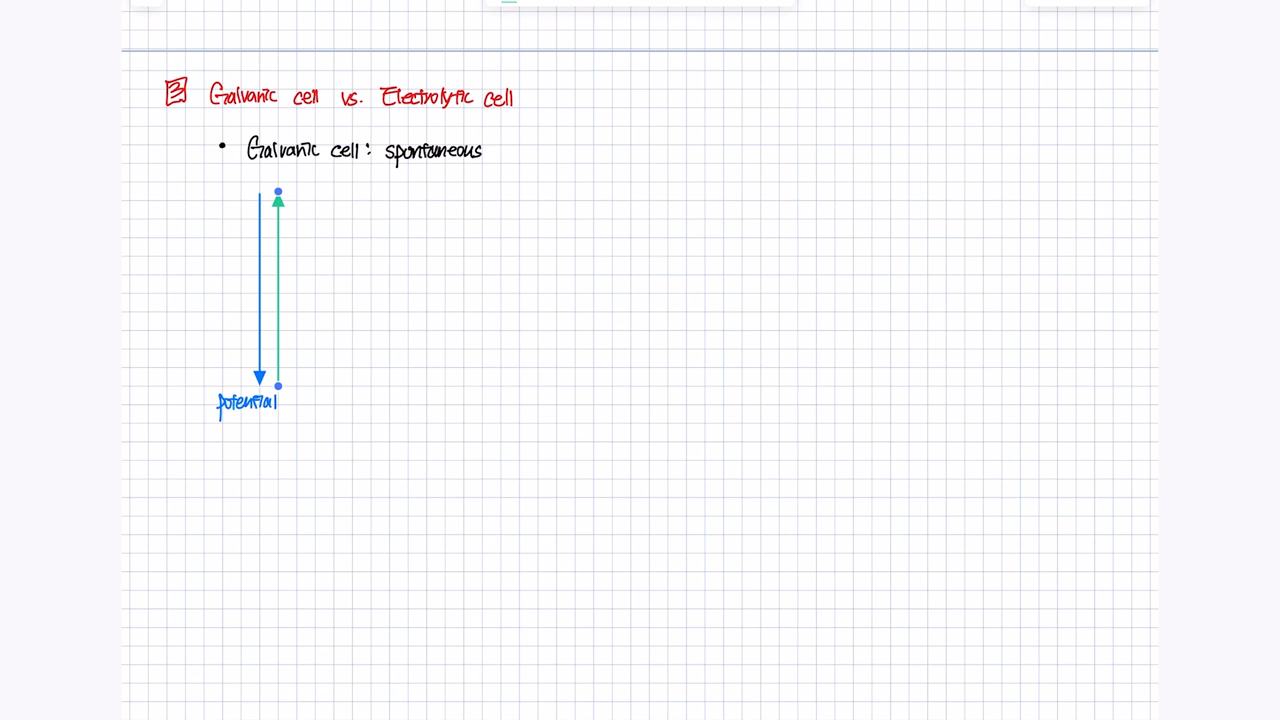 3 Galvanic cell vs. Electrolytic cell
• Galvanic cell: spontaneous
potential